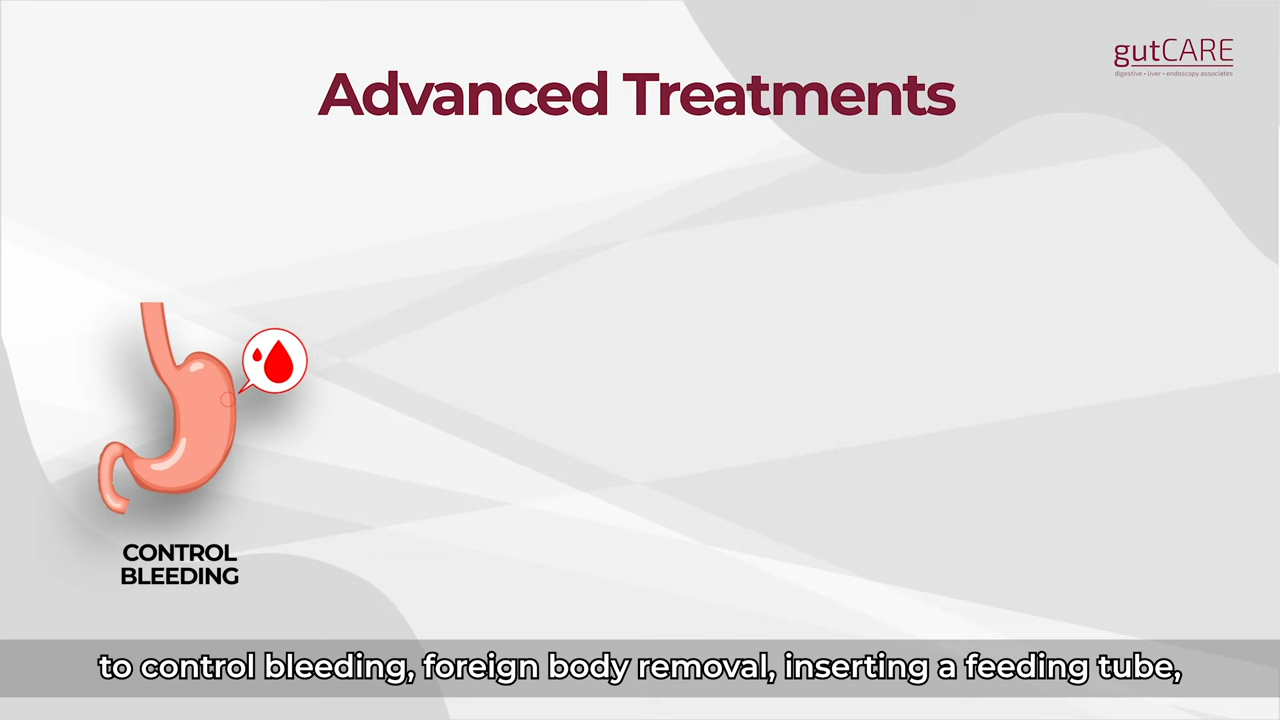 gutCARE
digestive • liver • endoscopy associates
Advanced Treatments
CONTROL
BLEEDING
to control bleeding, foreign body removal, inserting a feeding tube,